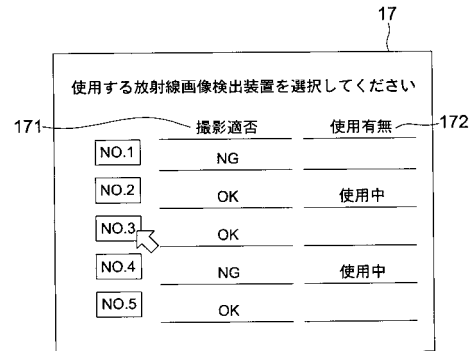 17
使用する放射線画像検出装置を選択してください
171 撮影適否 使用有無 172
NO.1 NG
NO.2 OK 使用中
NO.3 OK
NO.4 NG 使用中
NO.5 OK